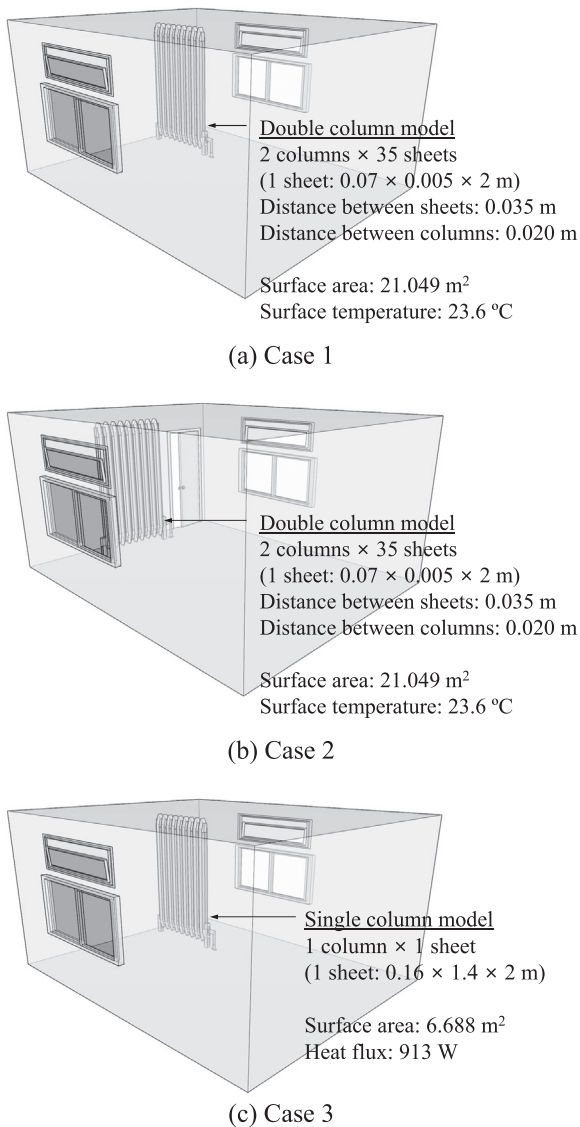 Double column model
2 columns × 35 sheets
(1 sheet: 0.07 × 0.005 × 2 m)
Distance between sheets: 0.035 m
Distance between columns: 0.020 m
Surface area: 21.049 m²
Surface temperature: 23.6 ºC
(a) Case 1
Double column model
2 columns × 35 sheets
(1 sheet: 0.07 × 0.005 × 2 m)
Distance between sheets: 0.035 m
Distance between columns: 0.020 m
Surface area: 21.049 m²
Surface temperature: 23.6 ºC
(b) Case 2
Single column model
1 column × 1 sheet
(1 sheet: 0.16 × 1.4 × 2 m)
Surface area: 6.688 m²
Heat flux: 913 W
(c) Case 3